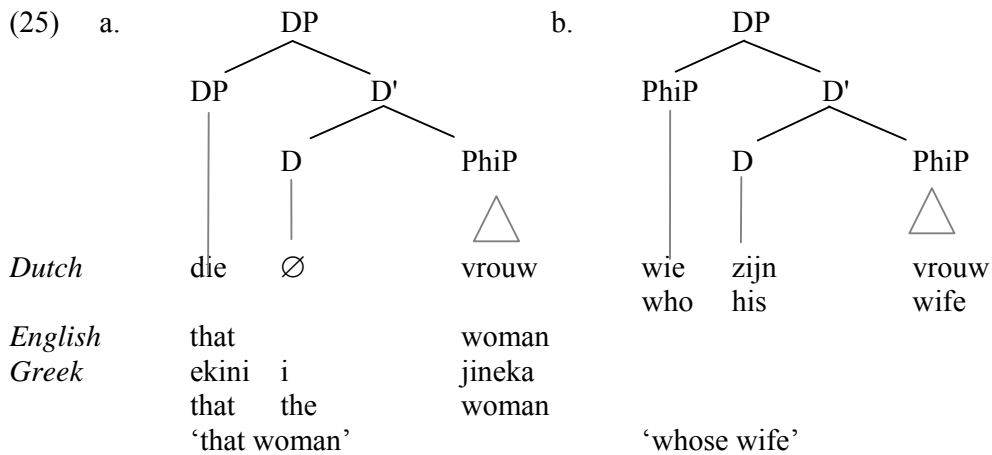 (25) a. DP b. DP
DP D' PhiP D'
D PhiP D PhiP
Dutch die ∅ vrouw wie zijn vrouw
who his wife
English that woman
Greek ekini i jineka
that the woman
‘that woman’ ‘whose wife’